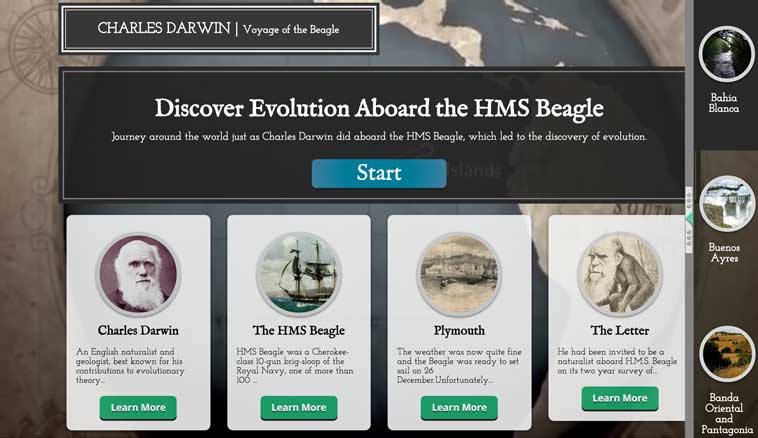 CHARLES DARWIN | Voyage of the Beagle
Discover Evolution Aboard the HMS Beagle
Journey around the world just as Charles Darwin did aboard the HMS Beagle, which led to the discovery of evolution.
Start
Islands
SOUTH
Charles Darwin
An English naturalist and
geologist, best known for his
contributions to evolutionary
theory...
Learn More
The HMS Beagle
HMS Beagle was a Cherokee-
class 10-gun brig-sloop of the
Royal Navy, one of more than
100 ...
Learn More
Plymouth
The weather was now quite fine
and the Beagle was ready to set
sail on 26
December.Unfortunately...
Learn More
The Letter
He had been invited to be a
naturalist aboard H.M.S. Beagle
on its two year survey of...
Learn More
Bahia
Blanca
Buenos
Ayres
Banda
Oriental
and
Pantagonia